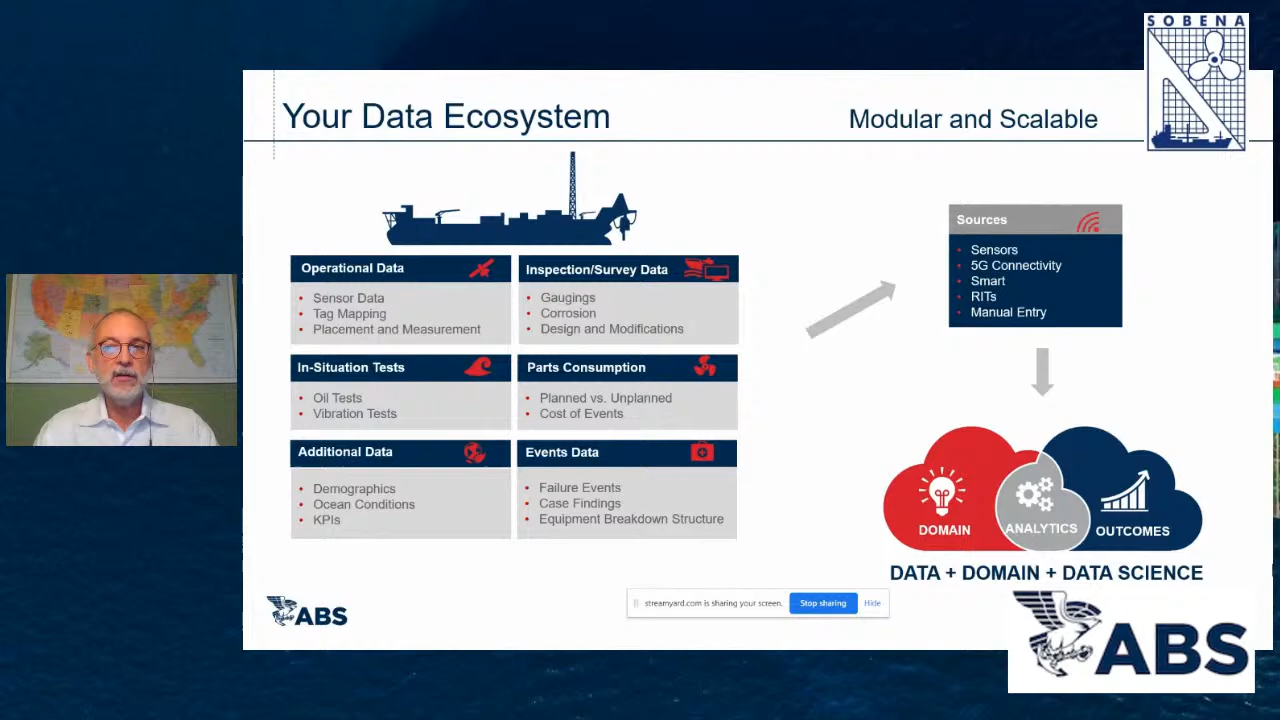 SOBENA
Your Data Ecosystem
Modular and Scalable
Operational Data
Sensor Data
Tag Mapping
Placement and Measurement
Inspection/Survey Data
Gaugings
Corrosion
Design and Modifications
In-Situation Tests
Oil Tests
Vibration Tests
Parts Consumption
Planned vs. Unplanned
Cost of Events
Additional Data
Demographics
Ocean Conditions
KPIs
Events Data
Failure Events
Case Findings
Equipment Breakdown Structure
Sources
Sensors
5G Connectivity
Smart
RITs
Manual Entry
DOMAIN
ANALYTICS
OUTCOMES
DATA + DOMAIN + DATA SCIENCE
ABS
streamyard.com is sharing your screen.
Stop sharing
Hide
ABS